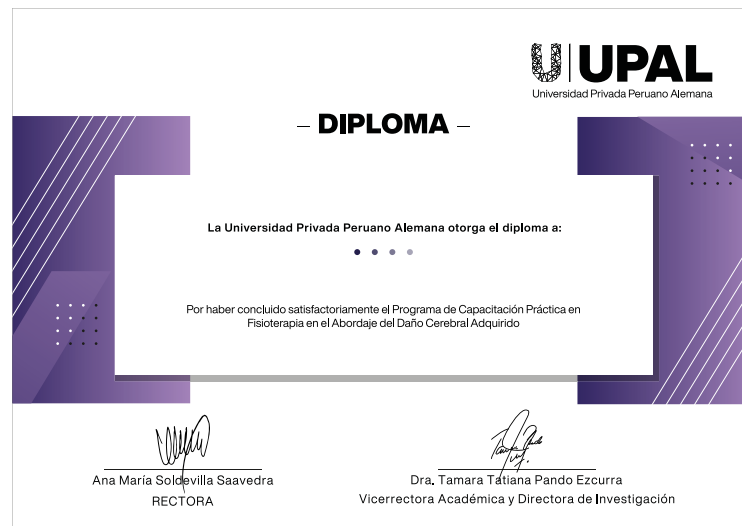 UPAL
Universidad Privada Peruano Alemana
– DIPLOMA –
La Universidad Privada Peruano Alemana otorga el diploma a:
Por haber concluido satisfactoriamente el Programa de Capacitación Práctica en
Fisioterapia en el Abordaje del Daño Cerebral Adquirido
Ana María Soldevilla Saavedra
RECTORA
Dra. Tamara Tatiana Pando Ezcurra
Vicerrectora Académica y Directora de Investigación